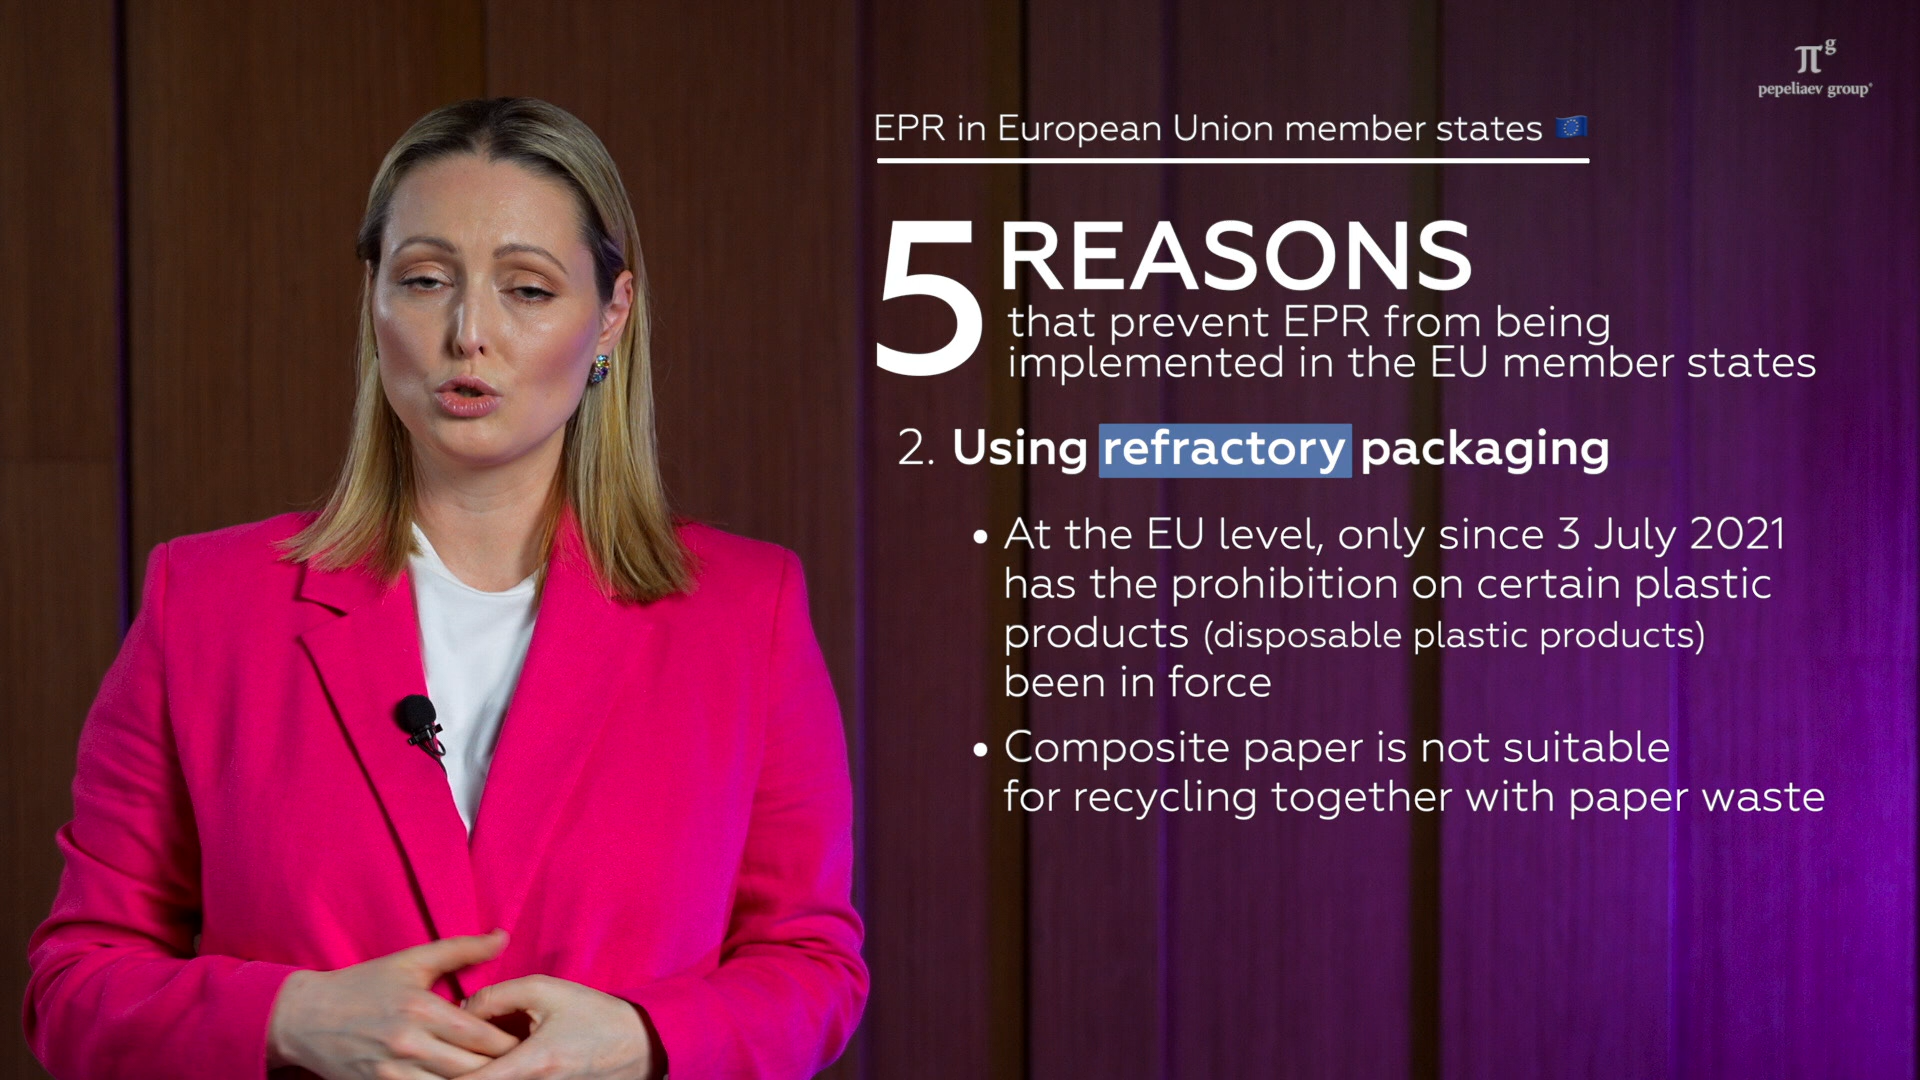 π g
pepeliaev group®
EPR in European Union member states
5 REASONS
that prevent EPR from being
implemented in the EU member states
2. Using refractory packaging
• At the EU level, only since 3 July 2021
has the prohibition on certain plastic
products (disposable plastic products)
been in force
• Composite paper is not suitable
for recycling together with paper waste